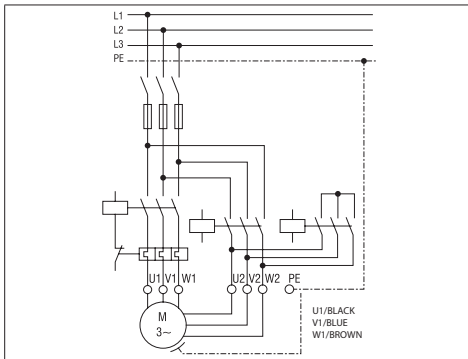 L1
L2
L3
PE
U1 V1 W1 U2 V2 W2 PE
M
3~
U1/BLACK
V1/BLUE
W1/BROWN